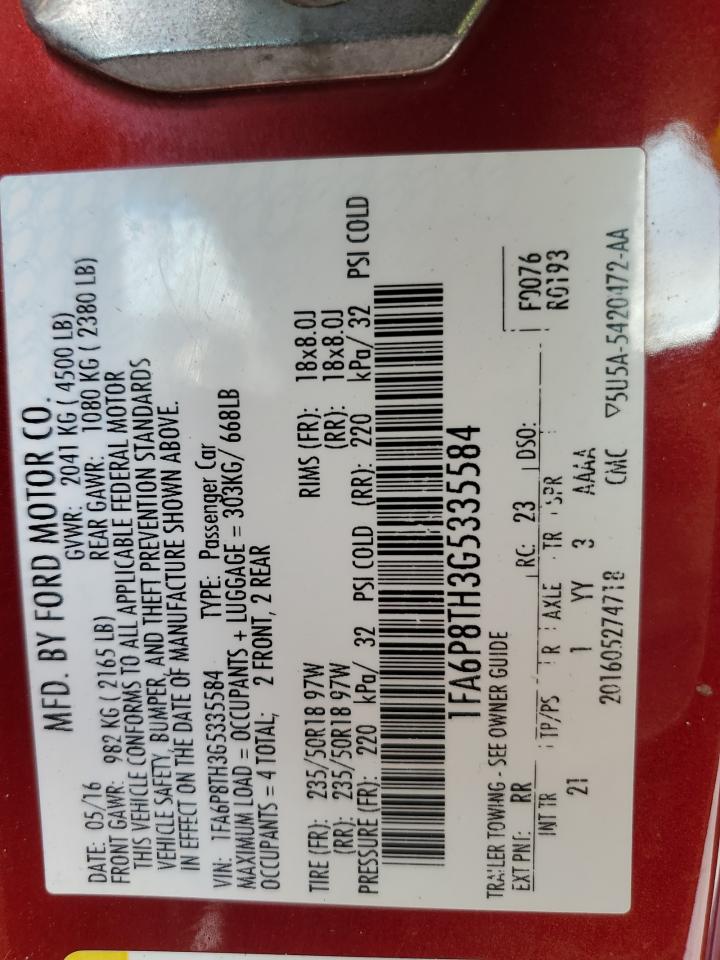 MFD. BY FORD MOTOR CO.
DATE: 05/16 GVWR: 2041 KG ( 4500 LB)
FRONT GAWR: 982 KG ( 2165 LB) REAR GAWR: 1080 KG ( 2380 LB)
THIS VEHICLE CONFORMS TO ALL APPLICABLE FEDERAL MOTOR
VEHICLE SAFETY, BUMPER, AND THEFT PREVENTION STANDARDS
IN EFFECT ON THE DATE OF MANUFACTURE SHOWN ABOVE.
VIN: 1FA6P8TH3G5335584 TYPE: Passenger Car
MAXIMUM LOAD = OCCUPANTS + LUGGAGE = 303KG/ 668LB
OCCUPANTS = 4 TOTAL; 2 FRONT, 2 REAR
TIRE (FR): 235/50R18 97W RIMS (FR): 18x8.0J
(RR): 235/50R18 97W (RR): 18x8.0J
PRESSURE (FR): 220 kPa/ 32 PSI COLD (RR): 220 kPa/ 32 PSI COLD
1FA6P8TH3G5335584
TRAILER TOWING - SEE OWNER GUIDE
F0076
EXT PNT: RR RC: 23 DSO: R0193
INT TR TP/PS R AXLE TR SPR
21 1 YY 3 AAAA
201605274718 CMC ▽5U5A-5420472-AA